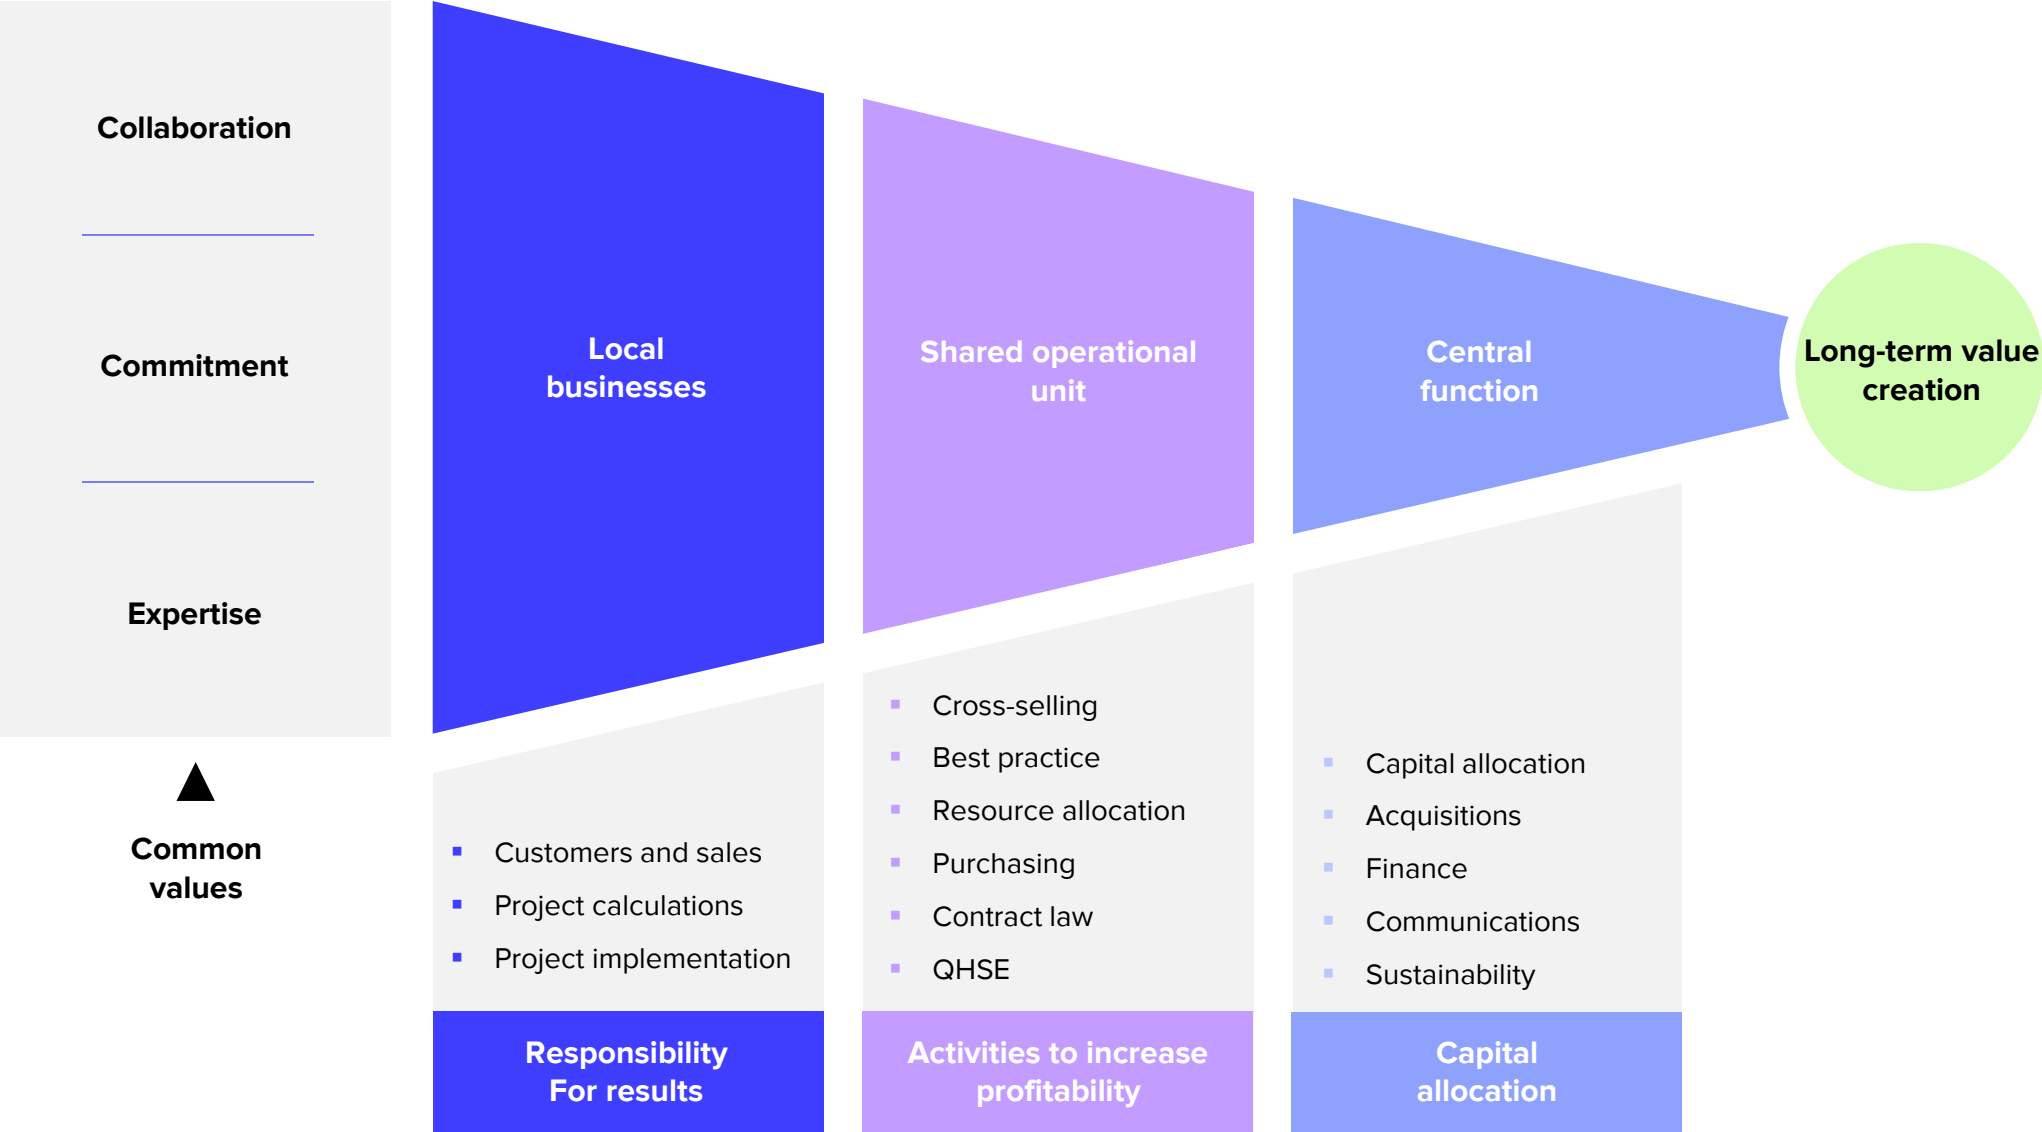 Collaboration
Commitment
Expertise
Common
values
Local
businesses
Customers and sales
Project calculations
Project implementation
Responsibility
For results
Shared operational
unit
Cross-selling
Best practice
Resource allocation
Purchasing
Contract law
QHSE
Activities to increase
profitability
Central
function
Capital allocation
Acquisitions
Finance
Communications
Sustainability
Capital
allocation
Long-term value
creation